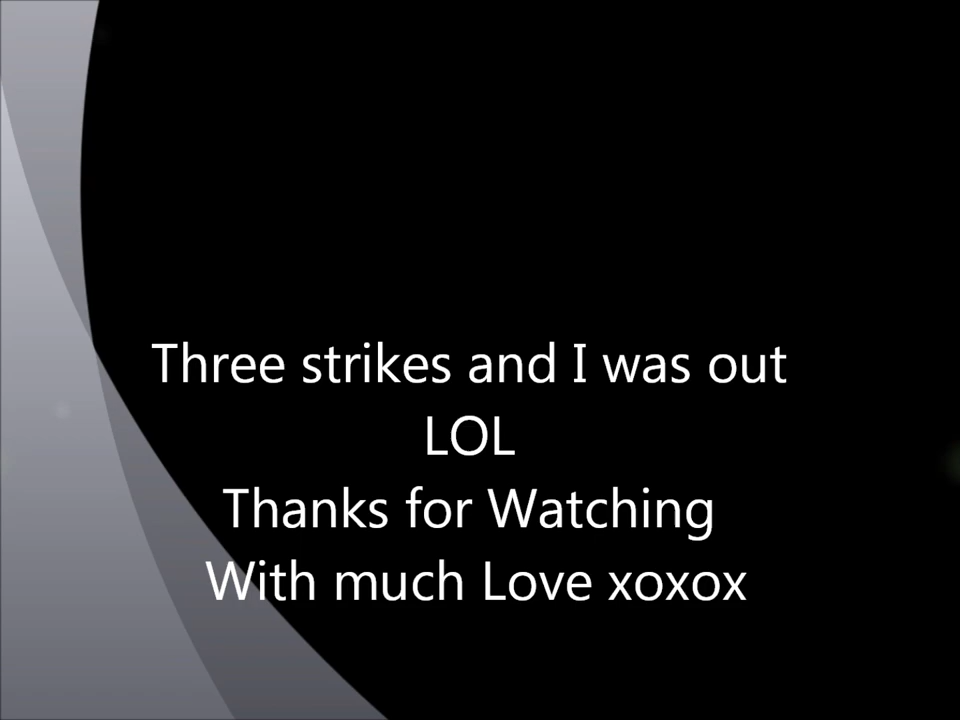 Three strikes and I was out
LOL
Thanks for Watching
With much Love xoxox